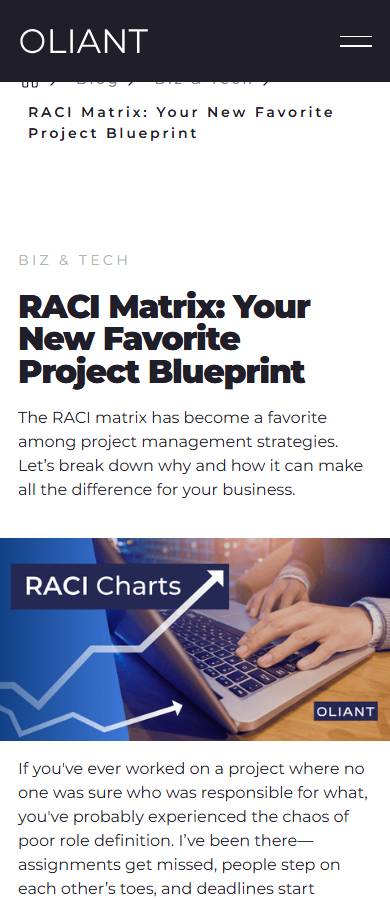 OLIANT
Blog
Biz & Tech
RACI Matrix: Your New Favorite
Project Blueprint
BIZ & TECH
RACI Matrix: Your
New Favorite
Project Blueprint
The RACI matrix has become a favorite
among project management strategies.
Let’s break down why and how it can make
all the difference for your business.
RACI Charts
OLIANT
If you've ever worked on a project where no
one was sure who was responsible for what,
you've probably experienced the chaos of
poor role definition. I’ve been there—
assignments get missed, people step on
each other’s toes, and deadlines start